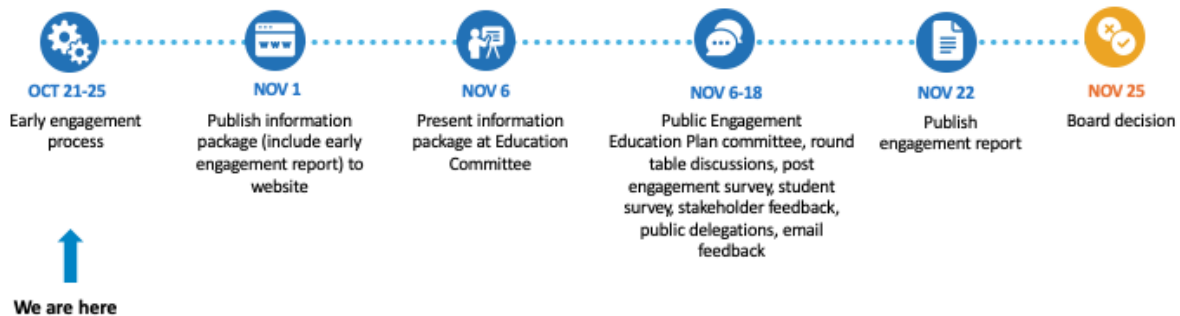 www
OCT 21-25
Early engagement
process
NOV 1
Publish information
package (include early
engagement report) to
website
NOV 6
Present information
package at Education
Committee
NOV 6-18
Public Engagement
Education Plan committee, round
table discussions, post
engagement survey, student
survey, stakeholder feedback,
public delegations, email
feedback
NOV 22
Publish
engagement report
NOV 25
Board decision
We are here